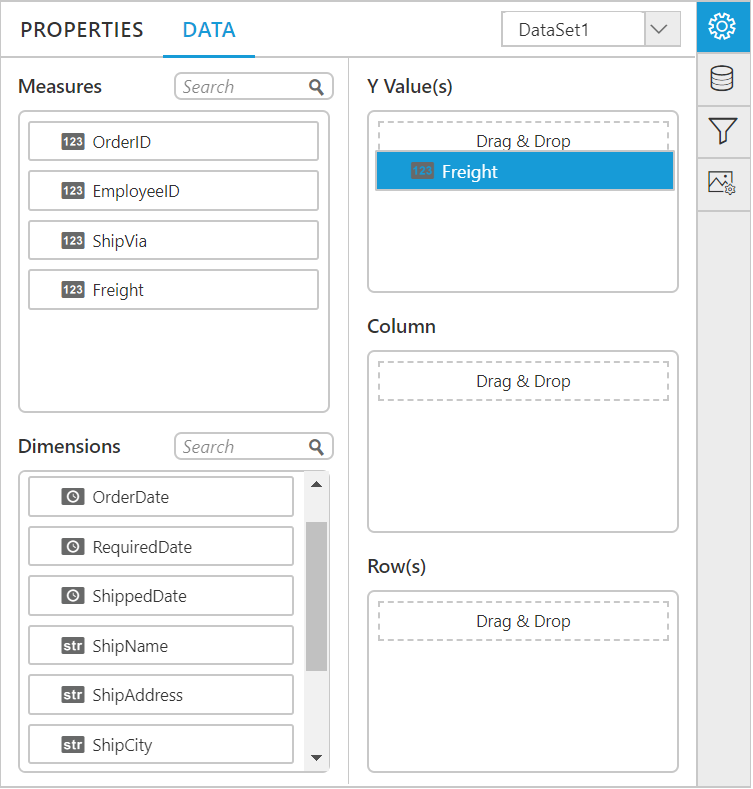 PROPERTIES DATA DataSet1
Measures Search
123 OrderID
123 EmployeeID
123 ShipVia
123 Freight
Dimensions Search
OrderDate
RequiredDate
ShippedDate
str ShipName
str ShipAddress
str ShipCity
Y Value(s)
Drag & Drop
123 Freight
Column
Drag & Drop
Row(s)
Drag & Drop